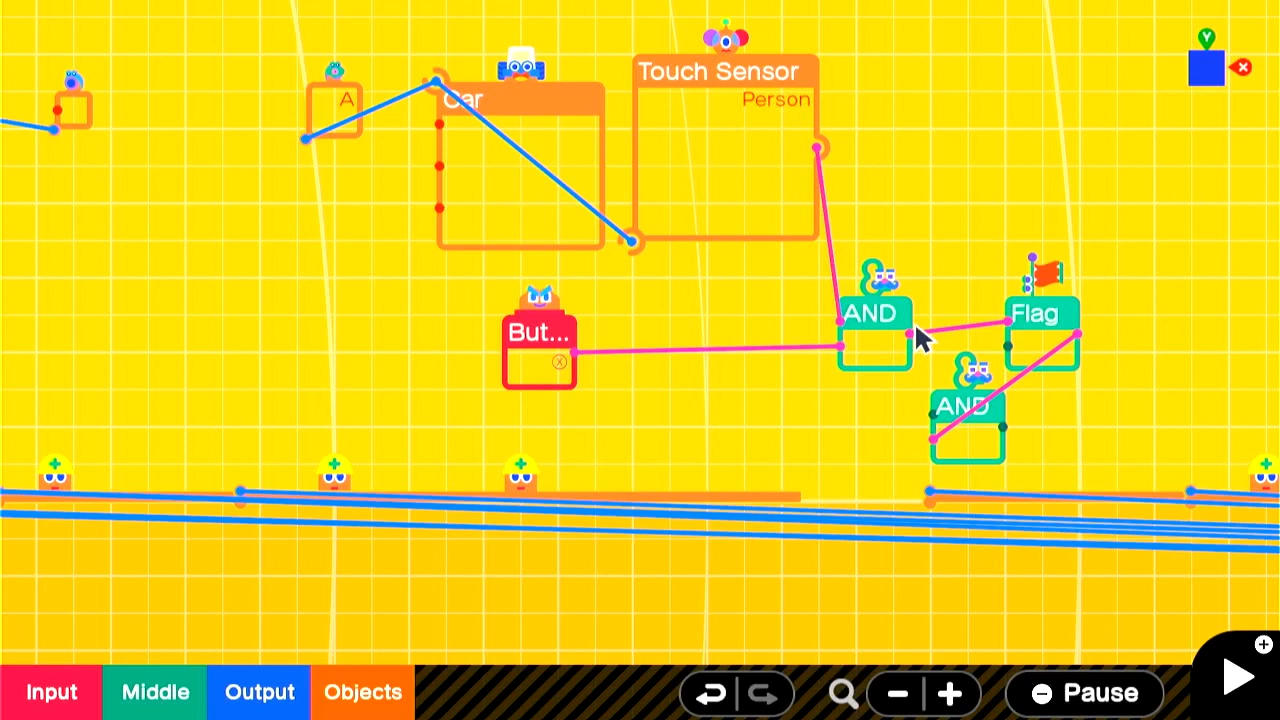 Y
Touch Sensor
A
Car
Person
AND
Flag
But...
X
AND
Input
Middle
Output
Objects
Pause